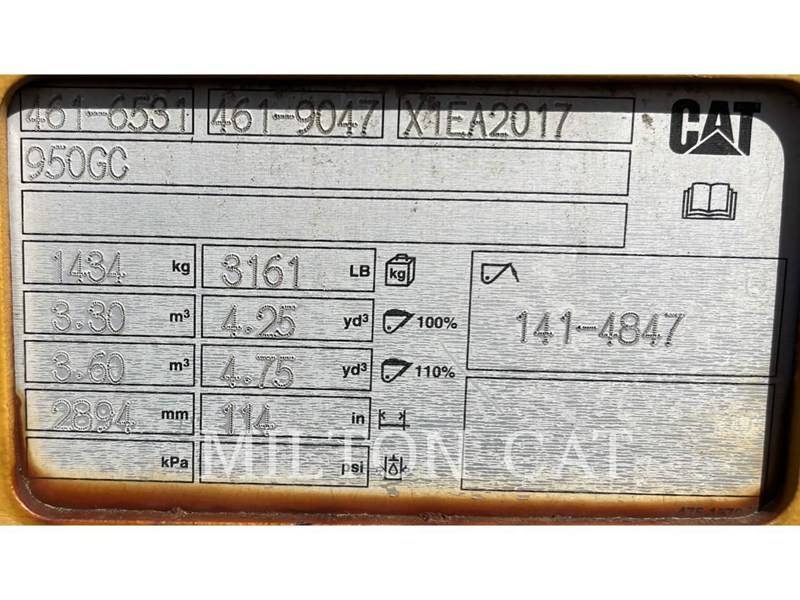 461-6531 461-9047 X1EA2017 CAT
950GC
1434 kg 3161 LB kg
3.30 m³ 4.25 yd³ 100%
141-4847
3.60 m³ 4.75 yd³ 110%
2894 mm 114 in
kPa psi
MILTON CAT